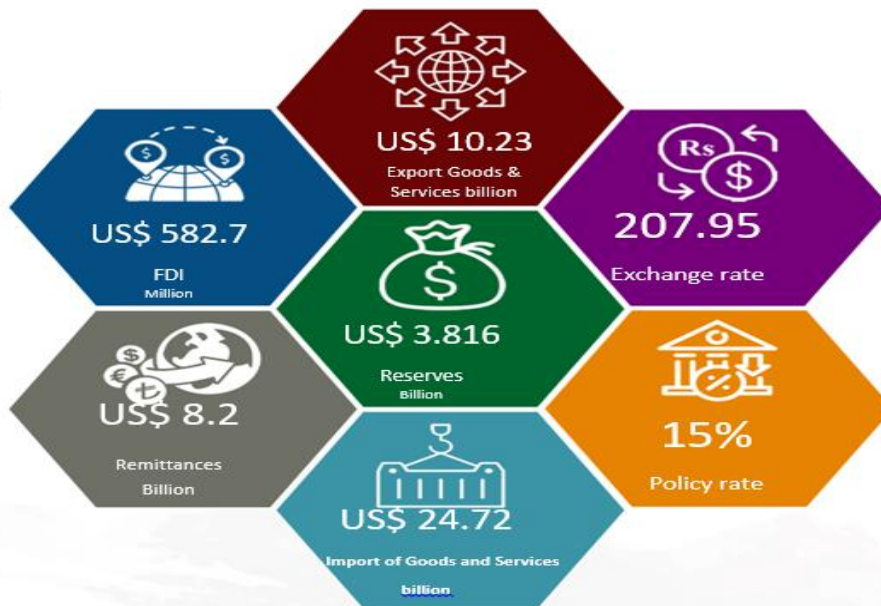 US$ 10.23
Export Goods &
Services billion
$
$
US$ 582.7
FDI
Million
Rs
$
207.95
Exchange rate
$
US$ 3.816
Reserves
Billion
$
€
₺
US$ 8.2
Remittances
Billion
%
15%
Policy rate
US$ 24.72
Import of Goods and Services
billion